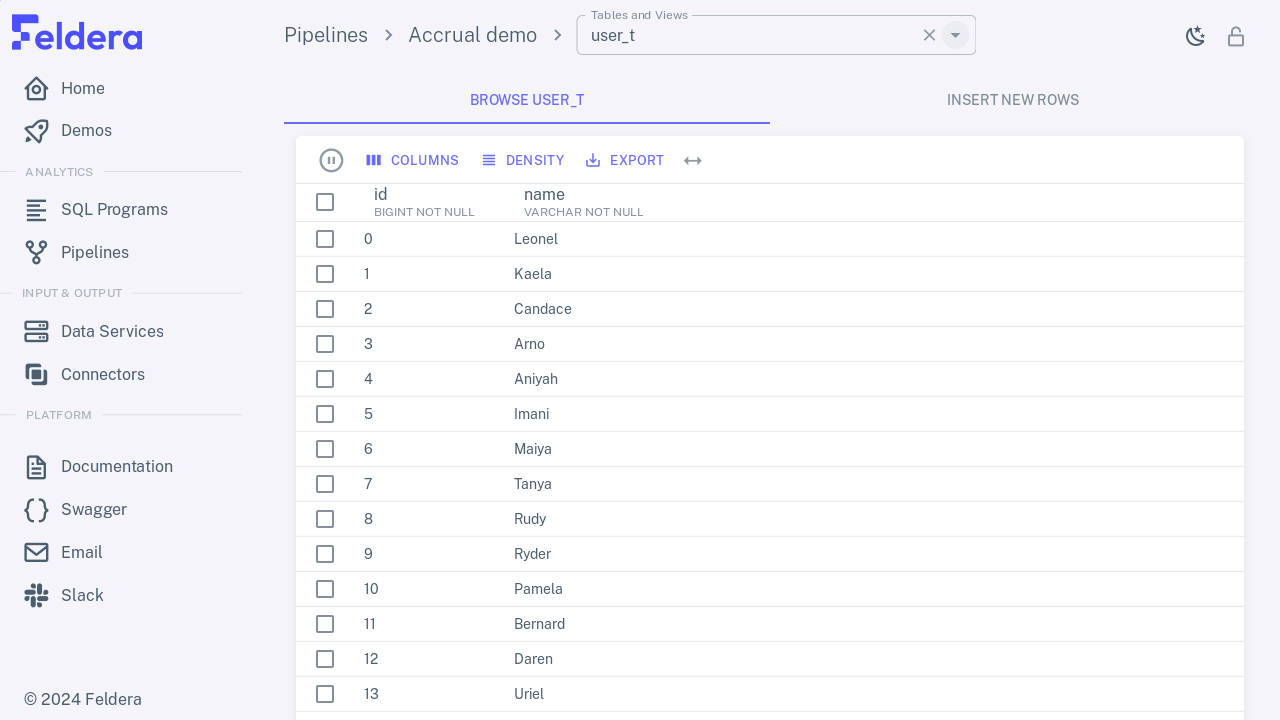 Feldera
Home
Demos
ANALYTICS
SQL Programs
Pipelines
INPUT & OUTPUT
Data Services
Connectors
PLATFORM
Documentation
Swagger
Email
Slack
© 2024 Feldera
Pipelines > Accrual demo >
Tables and Views
user_t
BROWSE USER_T INSERT NEW ROWS
COLUMNS DENSITY EXPORT
id name
BIGINT NOT NULL VARCHAR NOT NULL
0 Leonel
1 Kaela
2 Candace
3 Arno
4 Aniyah
5 Imani
6 Maiya
7 Tanya
8 Rudy
9 Ryder
10 Pamela
11 Bernard
12 Daren
13 Uriel